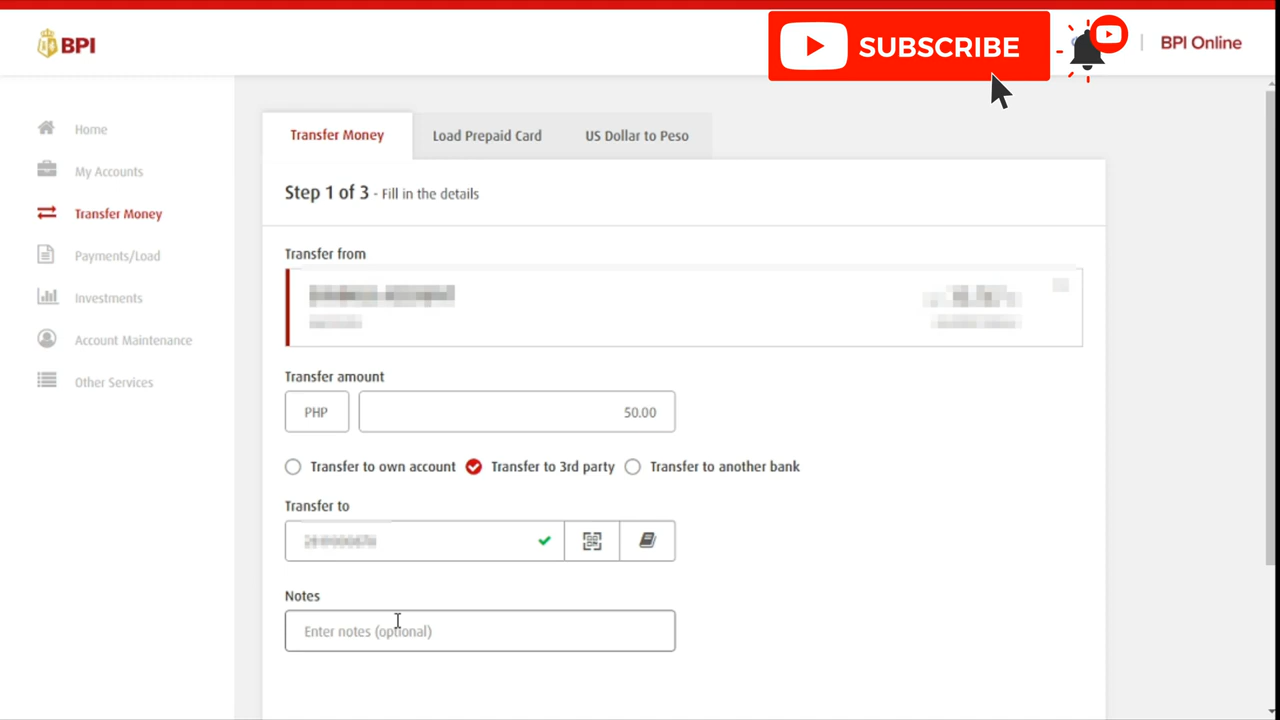 BPI
SUBSCRIBE
BPI Online
Home
My Accounts
Transfer Money
Payments/Load
Investments
Account Maintenance
Other Services
Transfer Money
Load Prepaid Card
US Dollar to Peso
Step 1 of 3 - Fill in the details
Transfer from
Transfer amount
PHP
50.00
Transfer to own account
Transfer to 3rd party
Transfer to another bank
Transfer to
Notes
Enter notes (optional)